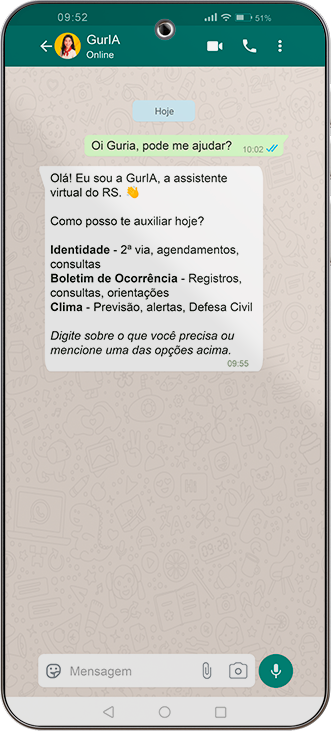 09:52
51%
GurIA
Online
Hoje
Oi Guria, pode me ajudar?
10:02
Olá! Eu sou a GurIA, a assistente
virtual do RS. 👋
Como posso te auxiliar hoje?
Identidade - 2ª via, agendamentos,
consultas
Boletim de Ocorrência - Registros,
consultas, orientações
Clima - Previsão, alertas, Defesa Civil
Digite sobre o que você precisa ou
mencione uma das opções acima.
09:55
Mensagem